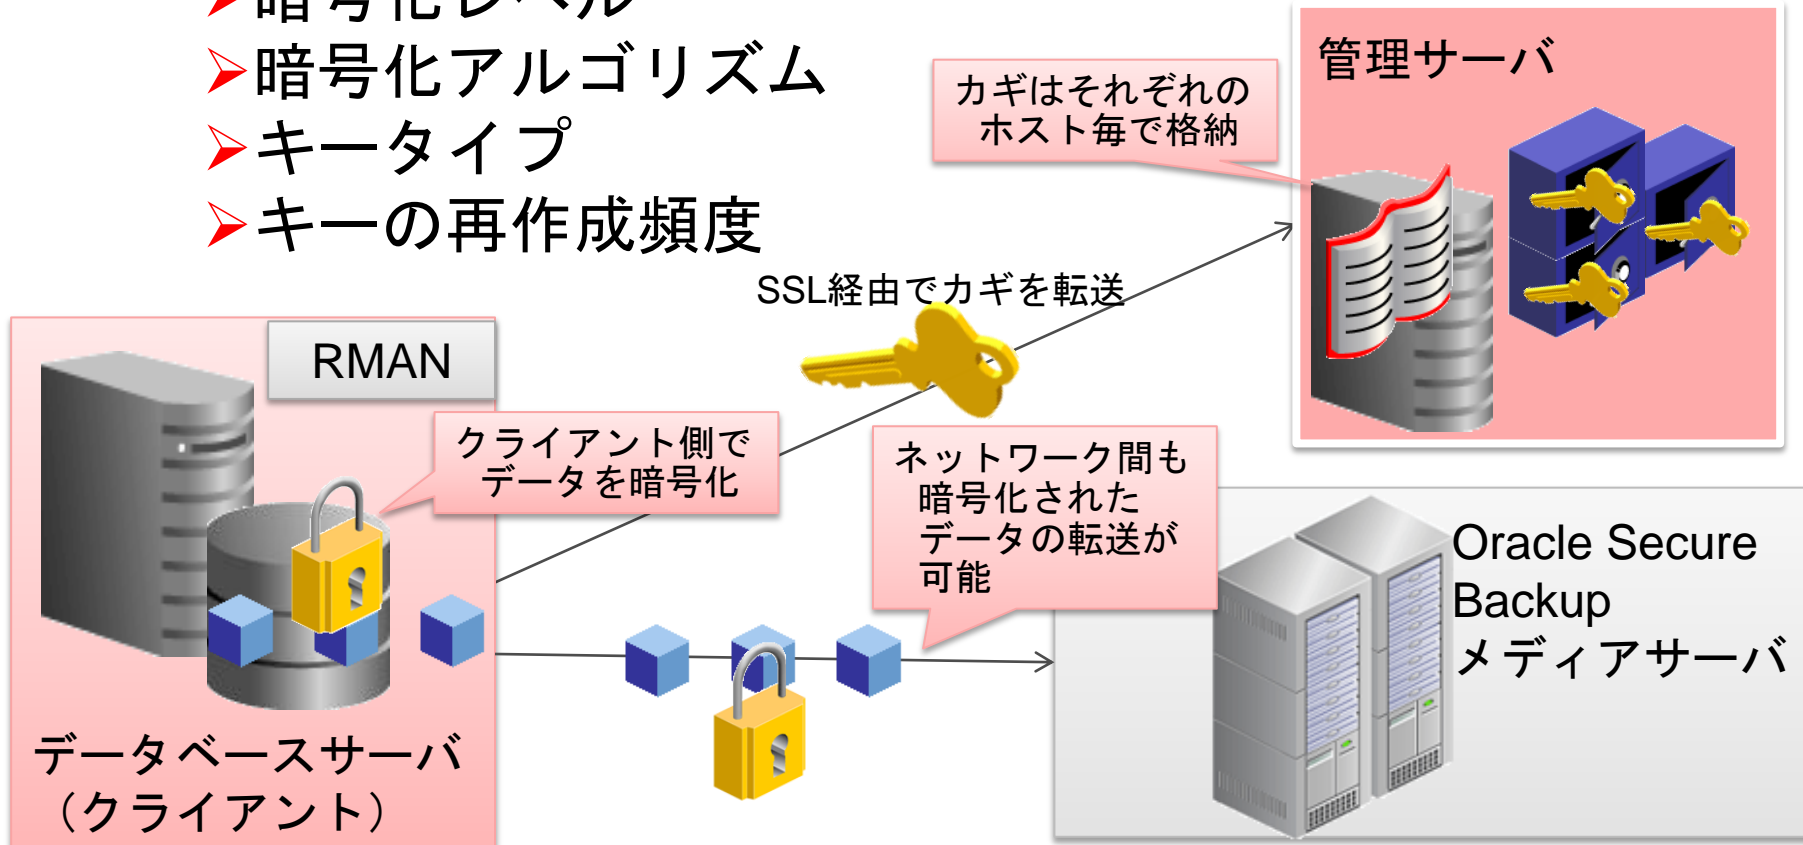 暗号化レベル
暗号化アルゴリズム
キータイプ
キーの再作成頻度
カギはそれぞれの
ホスト毎で格納
管理サーバ
SSL経由でカギを転送
RMAN
クライアント側で
データを暗号化
ネットワーク間も
暗号化された
データの転送が
可能
Oracle Secure
Backup
メディアサーバ
データベースサーバ
（クライアント）